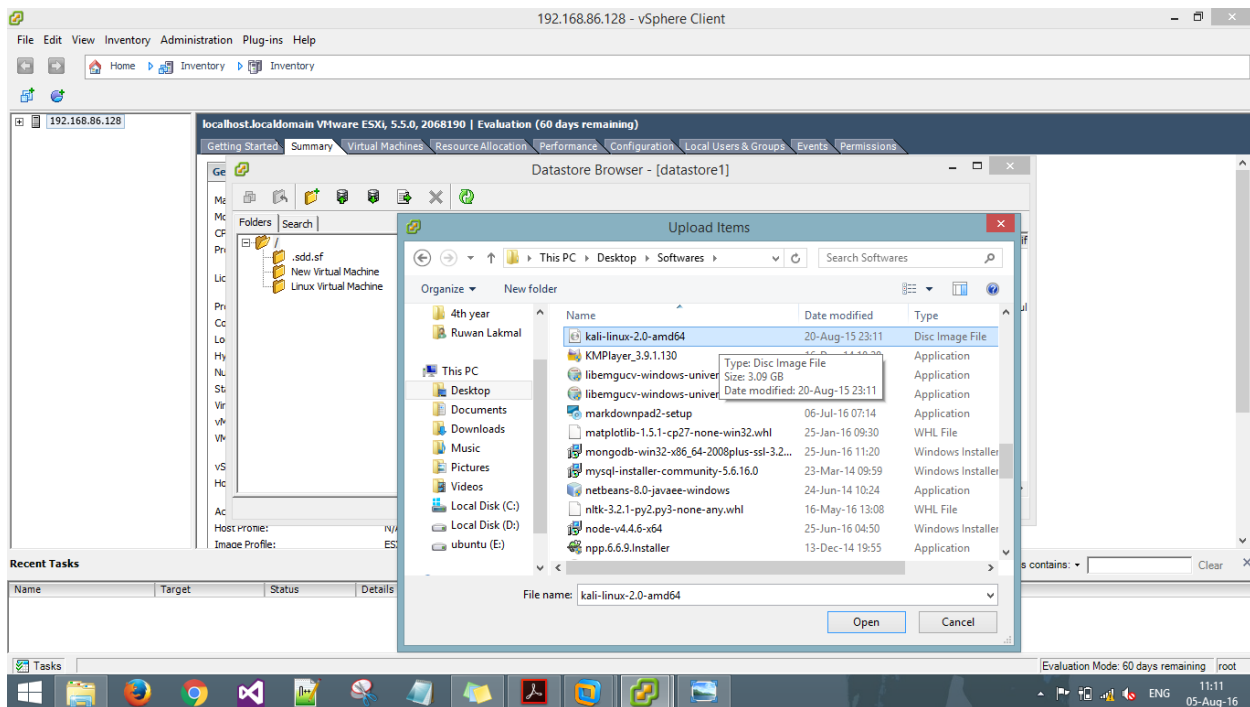 192.168.86.128 - vSphere Client
File Edit View Inventory Administration Plug-ins Help
Home Inventory Inventory
192.168.86.128
localhost.localdomain VMware ESXi, 5.5.0, 2068190 | Evaluation (60 days remaining)
Getting Started Summary Virtual Machines Resource Allocation Performance Configuration Local Users & Groups Events Permissions
Ge
Datastore Browser - [datastore1]
Folders Search
/
.sdd.sf
New Virtual Machine
Linux Virtual Machine
Upload Items
This PC Desktop Softwares
Search Softwares
Organize
New folder
4th year
Ruwan Lakmal
This PC
Desktop
Documents
Downloads
Music
Pictures
Videos
Local Disk (C:)
Local Disk (D:)
ubuntu (E:)
Name Date modified Type
kali-linux-2.0-amd64 20-Aug-15 23:11 Disc Image File
KMPlayer_3.9.1.130 Application
libemgucv-windows-univer Application
libemgucv-windows-univer Application
markdownpad2-setup 06-Jul-16 07:14 Application
matplotlib-1.5.1-cp27-none-win32.whl 25-Jan-16 09:30 WHL File
mongodb-win32-x86_64-2008plus-ssl-3.2... 25-Jun-16 11:20 Windows Installer
mysql-installer-community-5.6.16.0 23-Mar-14 09:59 Windows Installer
netbeans-8.0-javaee-windows 24-Jun-14 10:24 Application
nltk-3.2.1-py2.py3-none-any.whl 16-May-16 13:08 WHL File
node-v4.4.6-x64 25-Jun-16 04:50 Windows Installer
npp.6.6.9.Installer 13-Dec-14 19:55 Application
Type: Disc Image File
Size: 3.09 GB
Date modified: 20-Aug-15 23:11
File name: kali-linux-2.0-amd64
Open Cancel
Host Profile: N/A
Image Profile: ESX
Recent Tasks
s contains: Clear
Name Target Status Details
Tasks
Evaluation Mode: 60 days remaining root
ENG
11:11
05-Aug-16